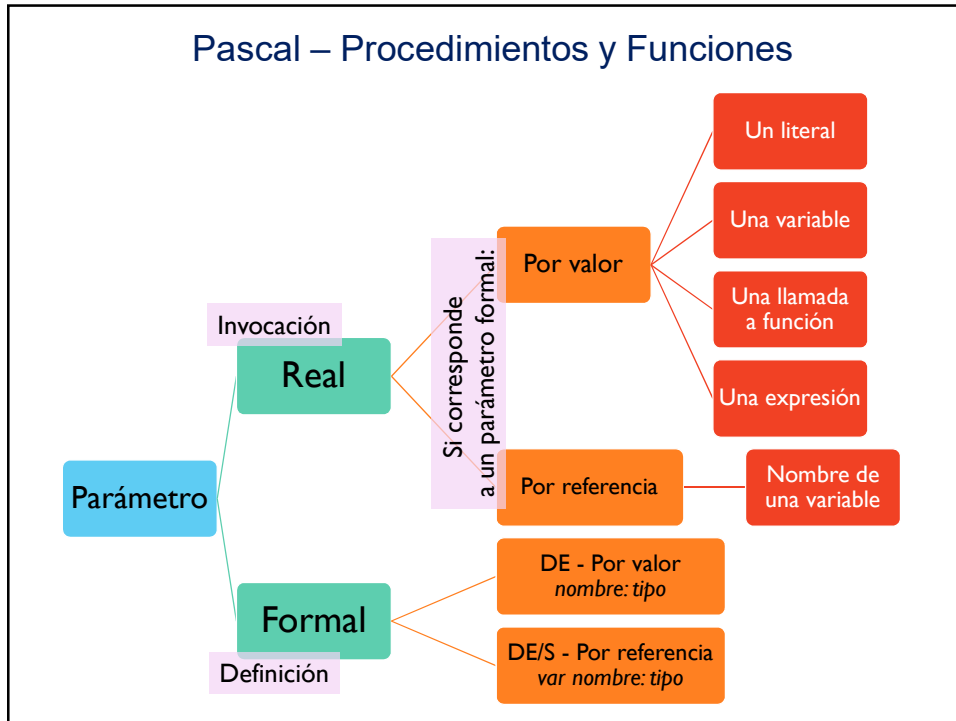 Pascal – Procedimientos y Funciones
Un literal
Una variable
Por valor
Una llamada
a función
Si corresponde
a un parámetro formal:
Invocación
Real
Una expresión
Parámetro
Por referencia
Nombre de
una variable
DE - Por valor
nombre: tipo
Formal
DE/S - Por referencia
var nombre: tipo
Definición